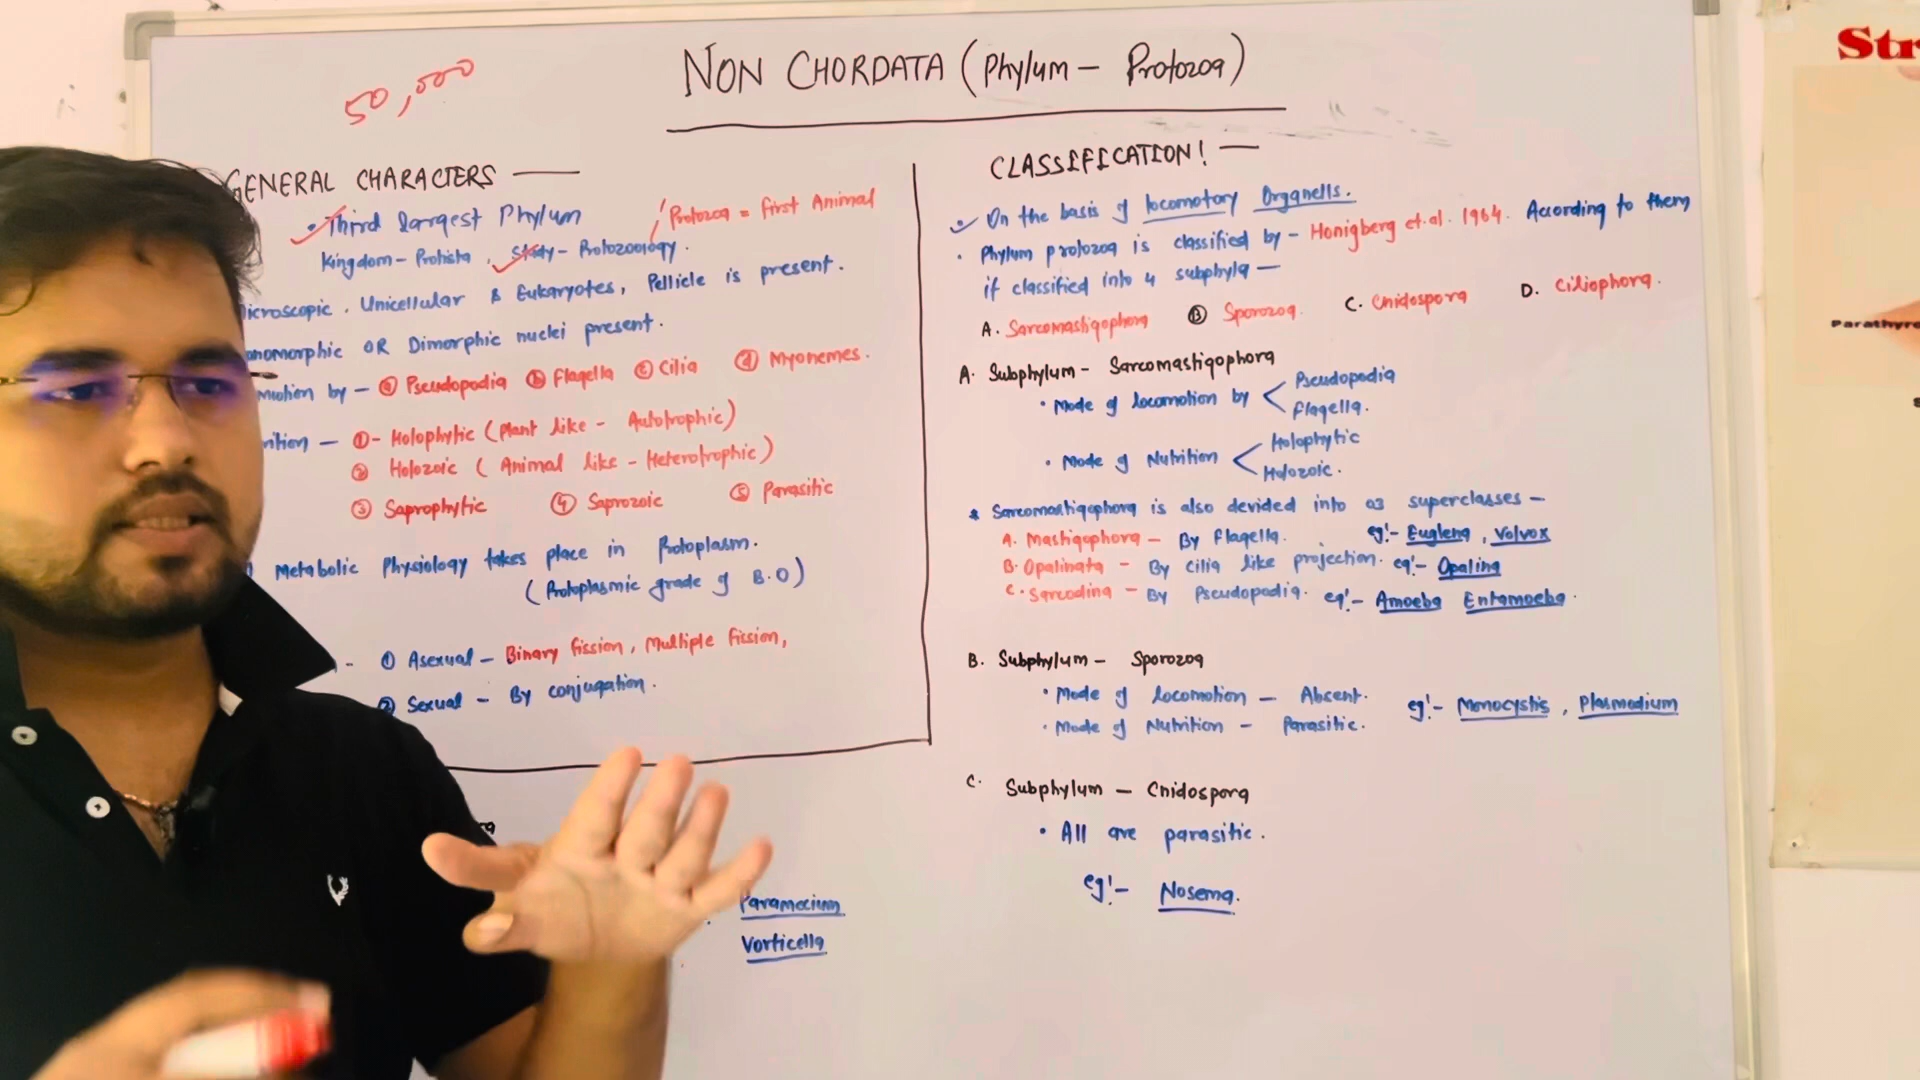 NON CHORDATA (Phylum - Protozoa)
50,000
GENERAL CHARACTERS —
Third largest Phylum
Protozoa = first Animal
Kingdom - Protista, study - Protozoology.
icroscopic, Unicellular & Eukaryotes, Pellicle is present.
onomorphic OR Dimorphic nuclei present.
by - ⓐ Pseudopodia ⓑ flagella ⓒ Cilia ⓓ Myonemes.
rition - ①- Holophytic (Plant like - Autotrophic)
② Holozoic (Animal like - Heterotrophic)
③ Saprophytic ④ Saprozoic ⑤ Parasitic
Metabolic Physiology takes place in Protoplasm.
(Protoplasmic grade of B.O)
- ① Asexual - Binary fission, Multiple fission,
② Sexual - By conjugation.
Paramecium
Vorticella
CLASSIFICATION! —
On the basis of locomotory Organells.
• Phylum protozoa is classified by - Honigberg et.al. 1964. According to them
if classified into 4 subphyla —
A. Sarcomastigophora Ⓑ Sporozoa. C. Cnidospora D. Ciliophora.
A. Subphylum - Sarcomastigophora
• Mode of locomotion by < Pseudopodia
flagella.
• Mode of Nutrition < Holophytic
Holozoic.
* Sarcomastigophora is also devided into 03 superclasses -
A. Mastigophora - By flagella. eg!- Euglena, Volvox
B. Opalinata - By cilia like projection. eg!- Opalina
C. Sarcodina - By Pseudopodia. eg!- Amoeba Entamoeba.
B. Subphylum - Sporozoa
• Mode of locomotion - Absent.
• Mode of Nutrition - Parasitic. eg!- Monocystis, Plasmodium
C. Subphylum - Cnidospora
• All are parasitic.
eg!- Nosema.
Str
Parathyro